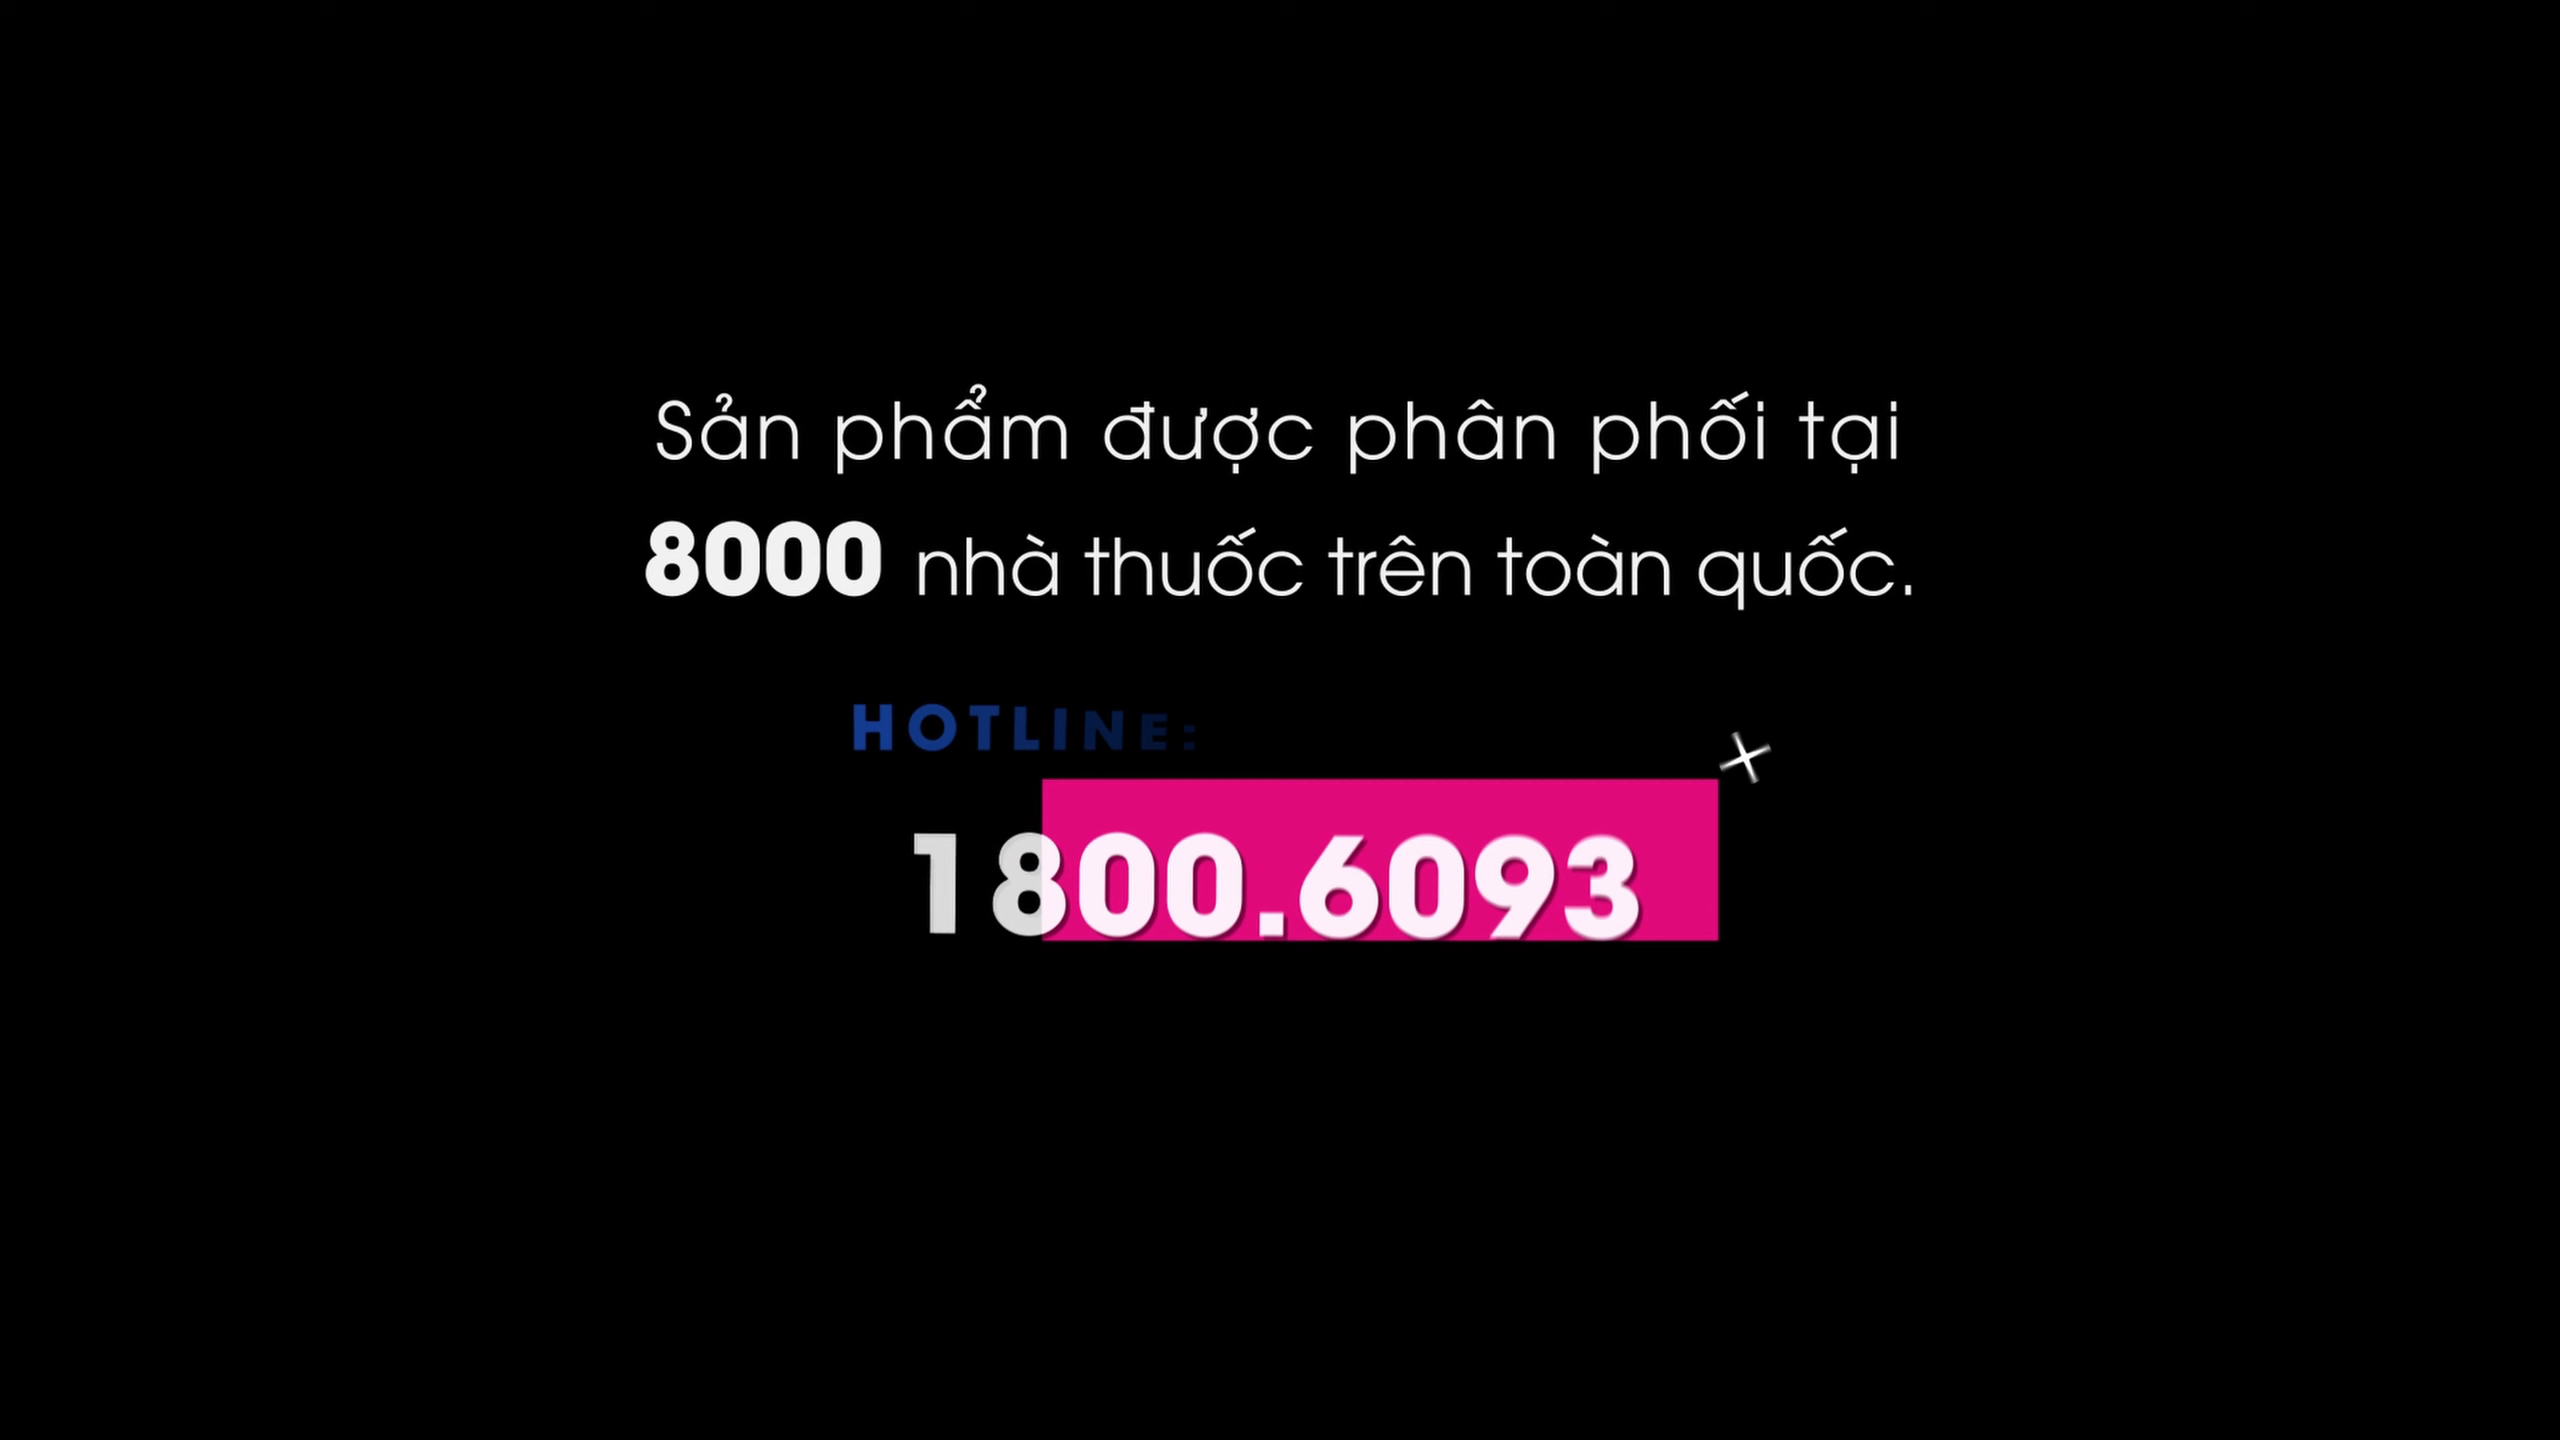 Sản phẩm được phân phối tại
8000 nhà thuốc trên toàn quốc.
HOTLINE:
1800.6093